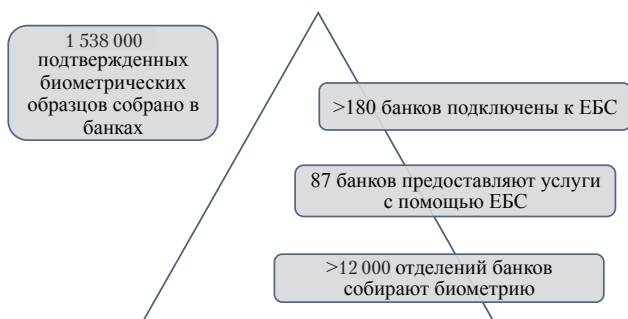 1 538 000
подтвержденных
биометрических
образцов собрано в
банках
>180 банков подключены к ЕБС
87 банков предоставляют услуги
с помощью ЕБС
>12 000 отделений банков
собирают биометрию